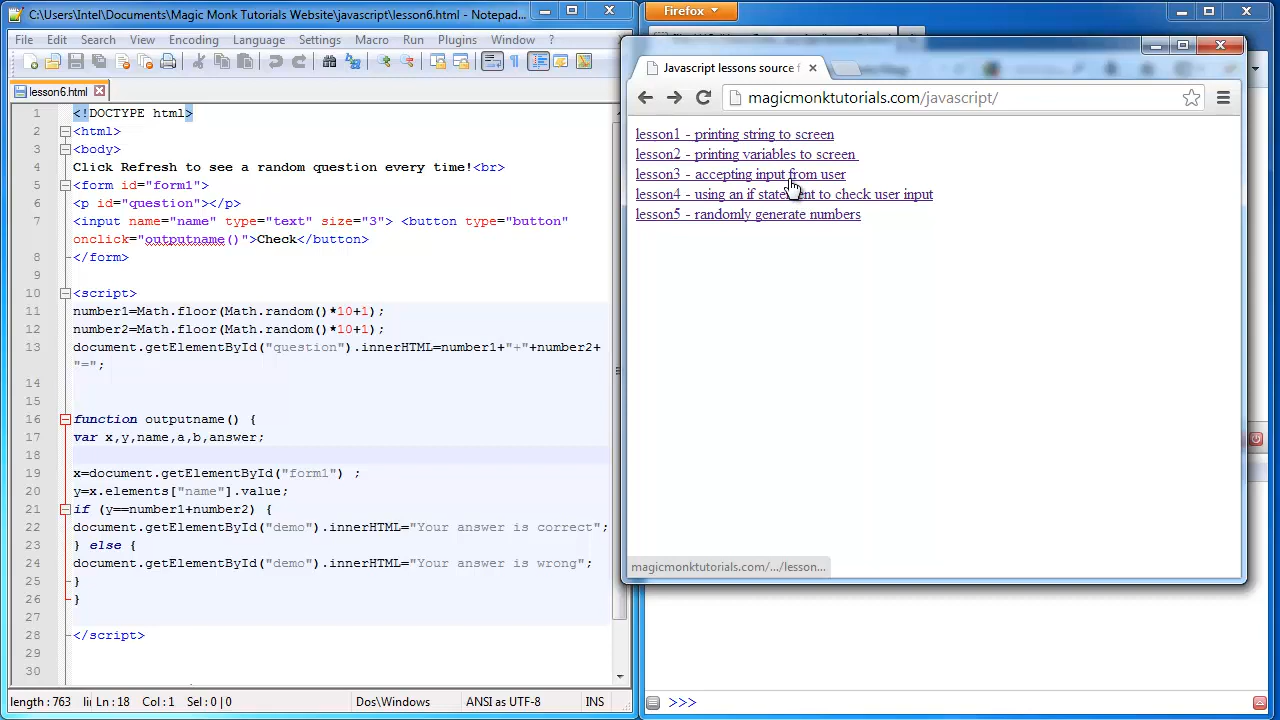 C:\Users\Intel\Documents\Magic Monk Tutorials Website\javascript\lesson6.html - Notepad...
File Edit Search View Encoding Language Settings Macro Run Plugins Window ?
lesson6.html
1 <!DOCTYPE html>
2 <html>
3 <body>
4 Click Refresh to see a random question every time!<br>
5 <form id="form1">
6 <p id="question"></p>
7 <input name="name" type="text" size="3"> <button type="button"
onclick="outputname()">Check</button>
8 </form>
9
10 <script>
11 number1=Math.floor(Math.random()*10+1);
12 number2=Math.floor(Math.random()*10+1);
13 document.getElementById("question").innerHTML=number1+"+"+number2+
"=";
14
15
16 function outputname() {
17 var x,y,name,a,b,answer;
18
19 x=document.getElementById("form1") ;
20 y=x.elements["name"].value;
21 if (y==number1+number2) {
22 document.getElementById("demo").innerHTML="Your answer is correct";
23 } else {
24 document.getElementById("demo").innerHTML="Your answer is wrong";
25 }
26 }
27
28 </script>
29
30
length : 763 li Ln : 18 Col : 1 Sel : 0 | 0 Dos\Windows ANSI as UTF-8 INS
Firefox
Javascript lessons source f
magicmonktutorials.com/javascript/
lesson1 - printing string to screen
lesson2 - printing variables to screen
lesson3 - accepting input from user
lesson4 - using an if statement to check user input
lesson5 - randomly generate numbers
magicmonktutorials.com/.../lesson...
>>>